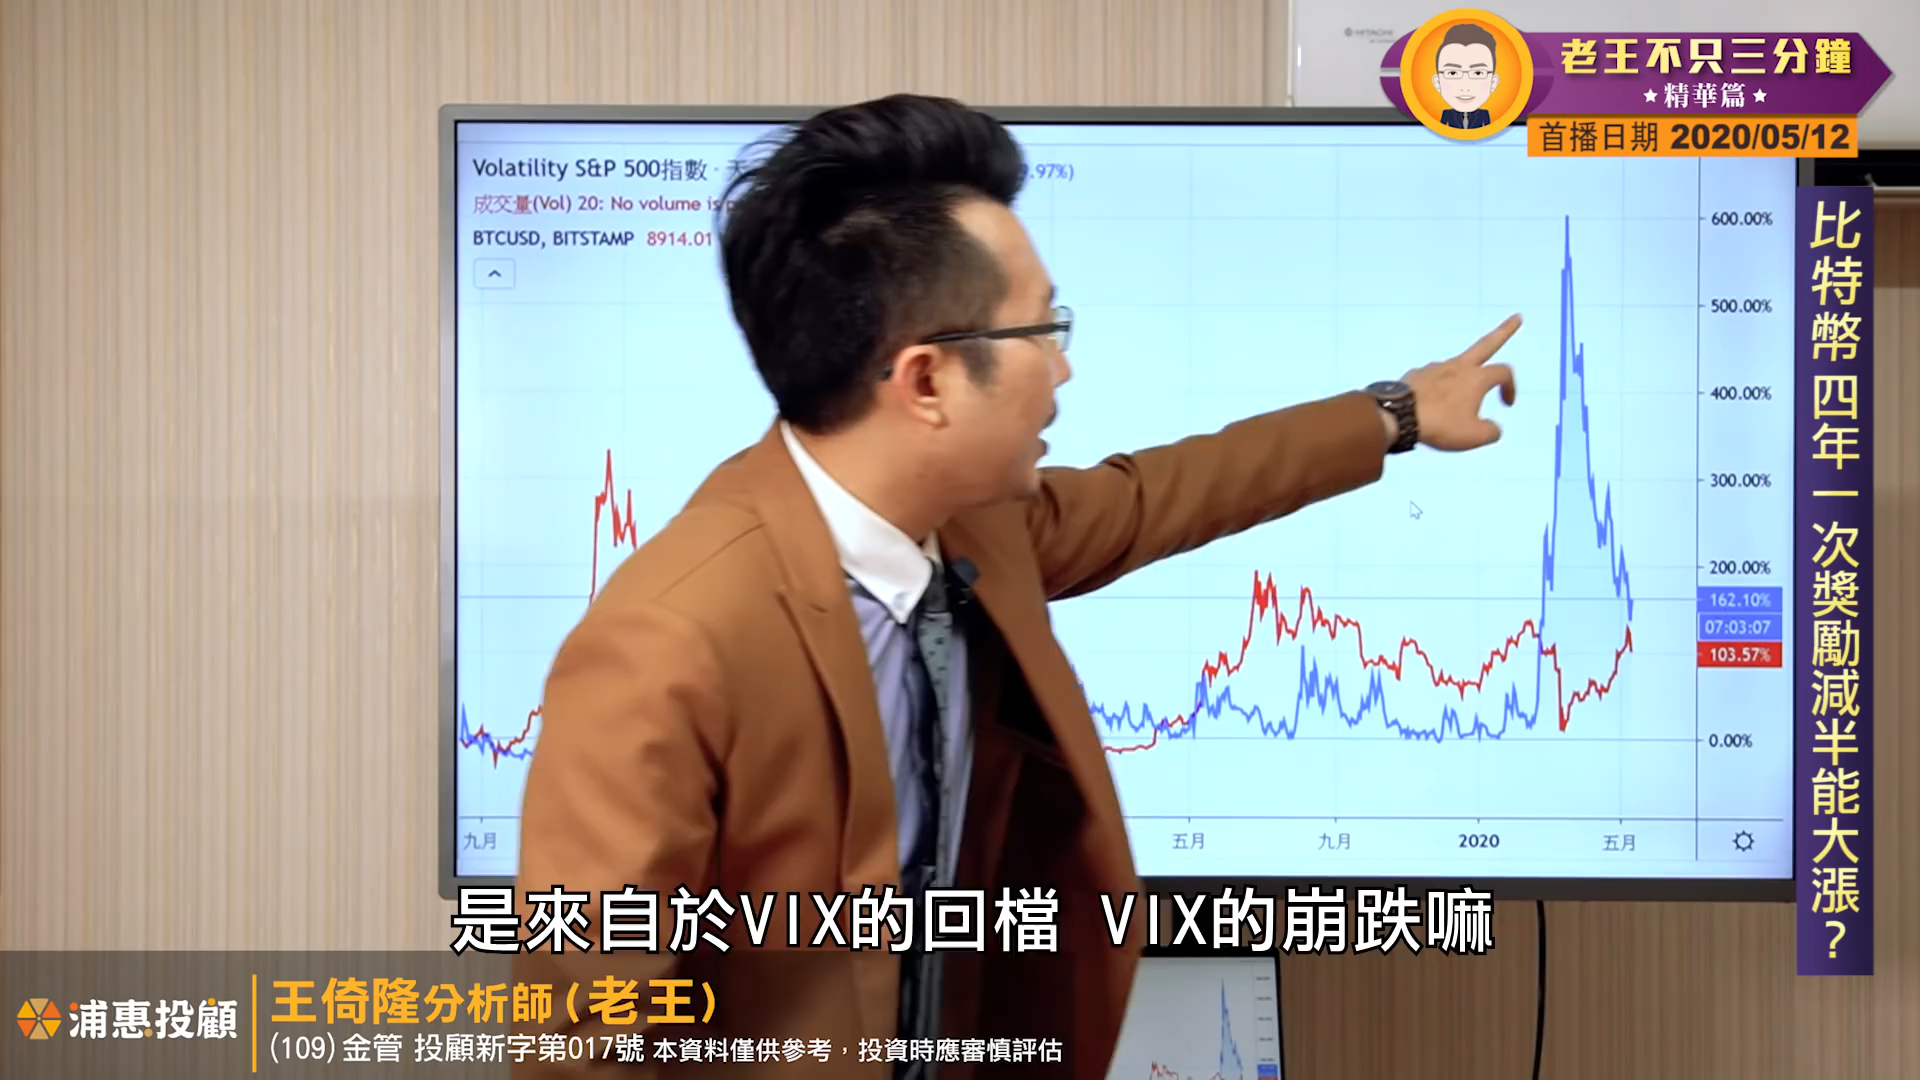 HITACHI
老王不只三分鐘
★精華篇★
首播日期 2020/05/12
比特幣 四年一次獎勵減半能大漲？
Volatility S&P 500指數 · 天
.97%)
成交量(Vol) 20: No volume is
BTCUSD, BITSTAMP 8914.01
600.00%
500.00%
400.00%
300.00%
200.00%
162.10%
07:03:07
103.57%
0.00%
九月
五月
九月
2020
五月
是來自於VIX的回檔 VIX的崩跌嘛
浦惠投顧
王倚隆分析師(老王)
(109)金管 投顧新字第017號 本資料僅供參考，投資時應審慎評估